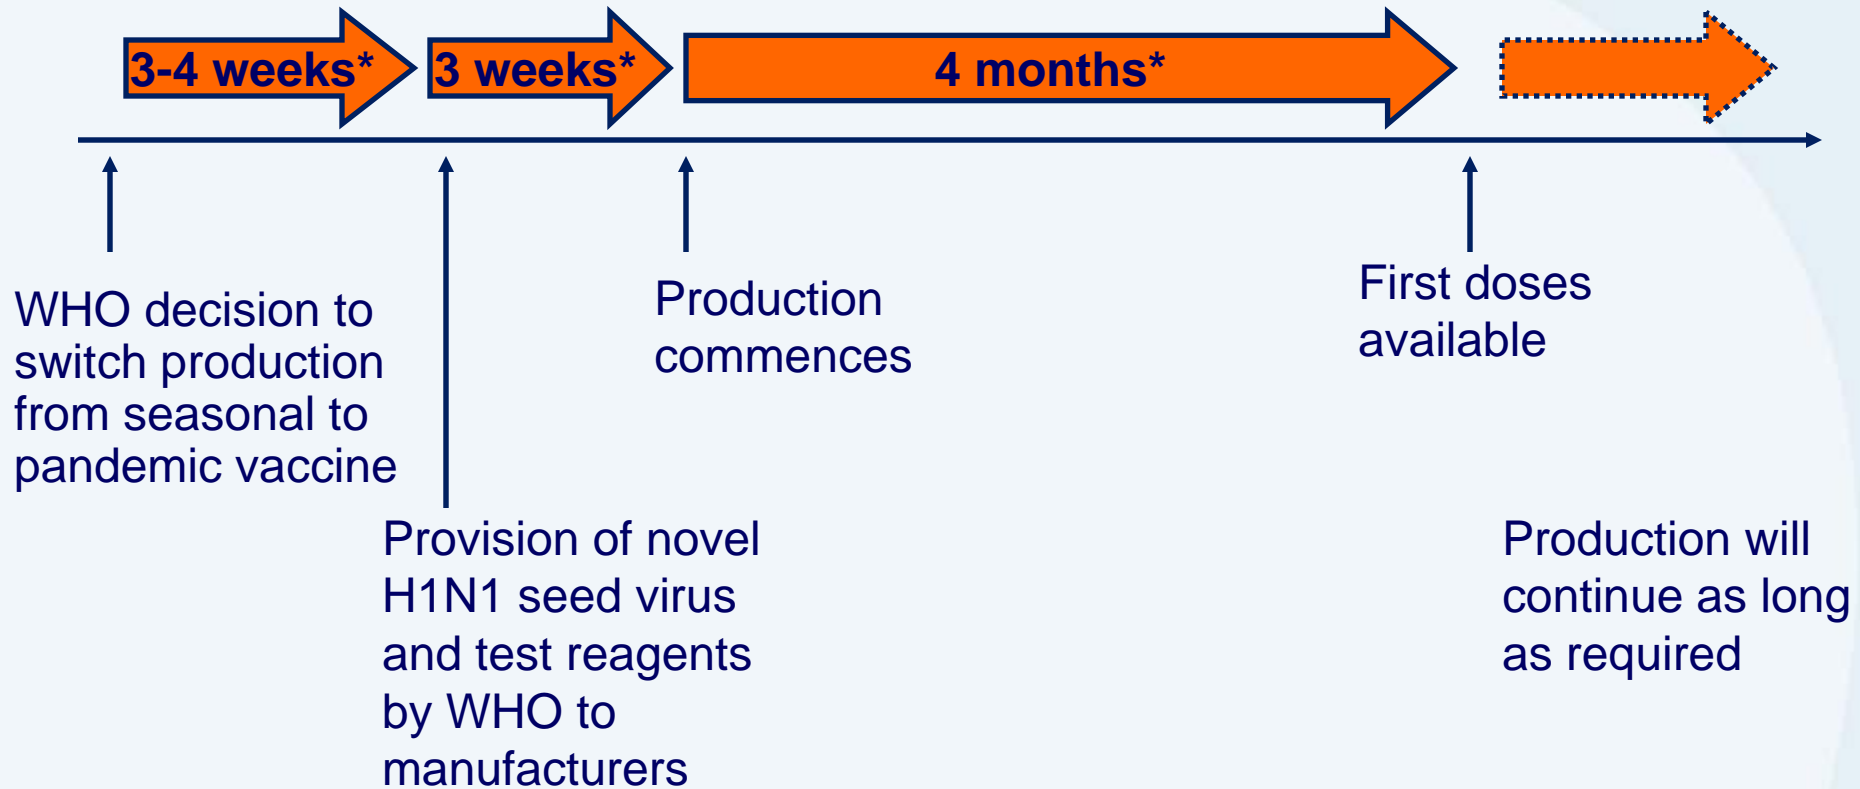 3-4 weeks*
3 weeks*
4 months*
WHO decision to
switch production
from seasonal to
pandemic vaccine
Provision of novel
H1N1 seed virus
and test reagents
by WHO to
manufacturers
Production
commences
First doses
available
Production will
continue as long
as required